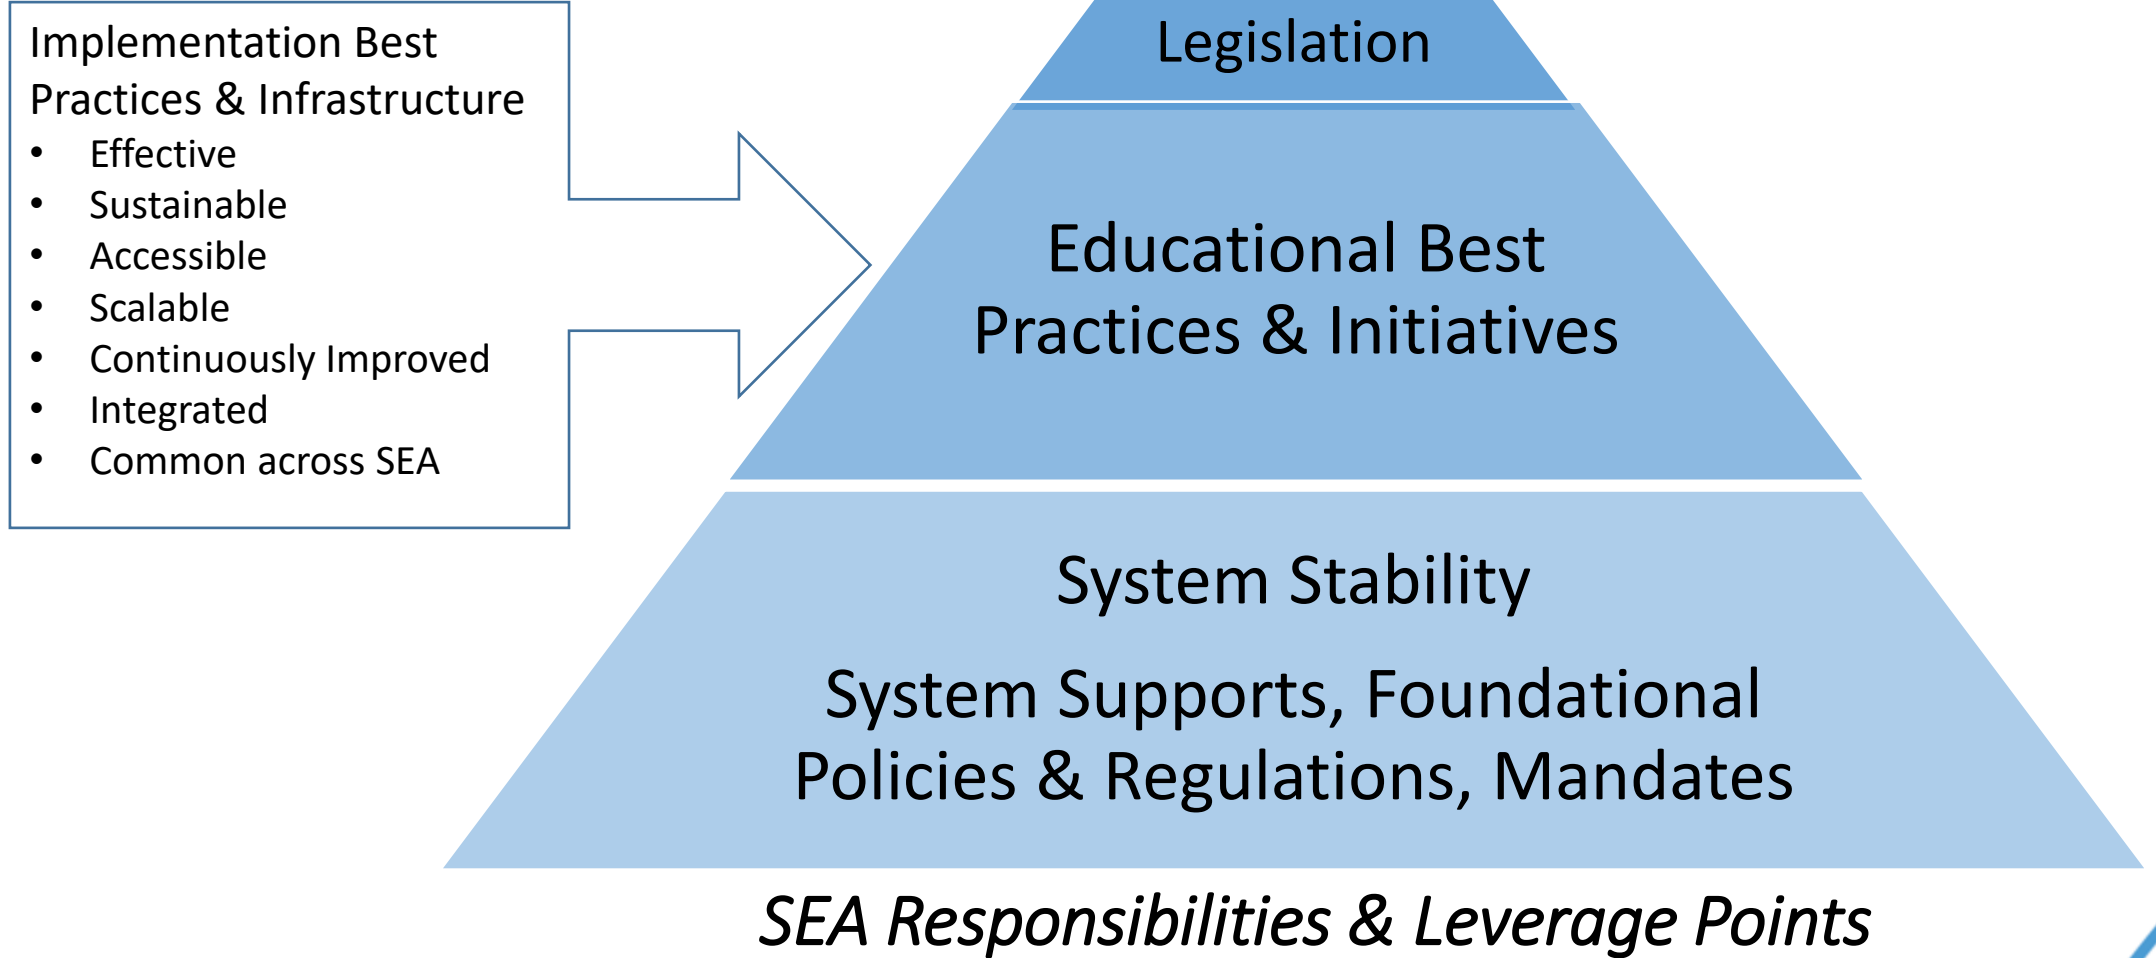 Implementation Best
Practices & Infrastructure
• Effective
• Sustainable
• Accessible
• Scalable
• Continuously Improved
• Integrated
• Common across SEA
Legislation
Educational Best
Practices & Initiatives
System Stability
System Supports, Foundational
Policies & Regulations, Mandates
SEA Responsibilities & Leverage Points